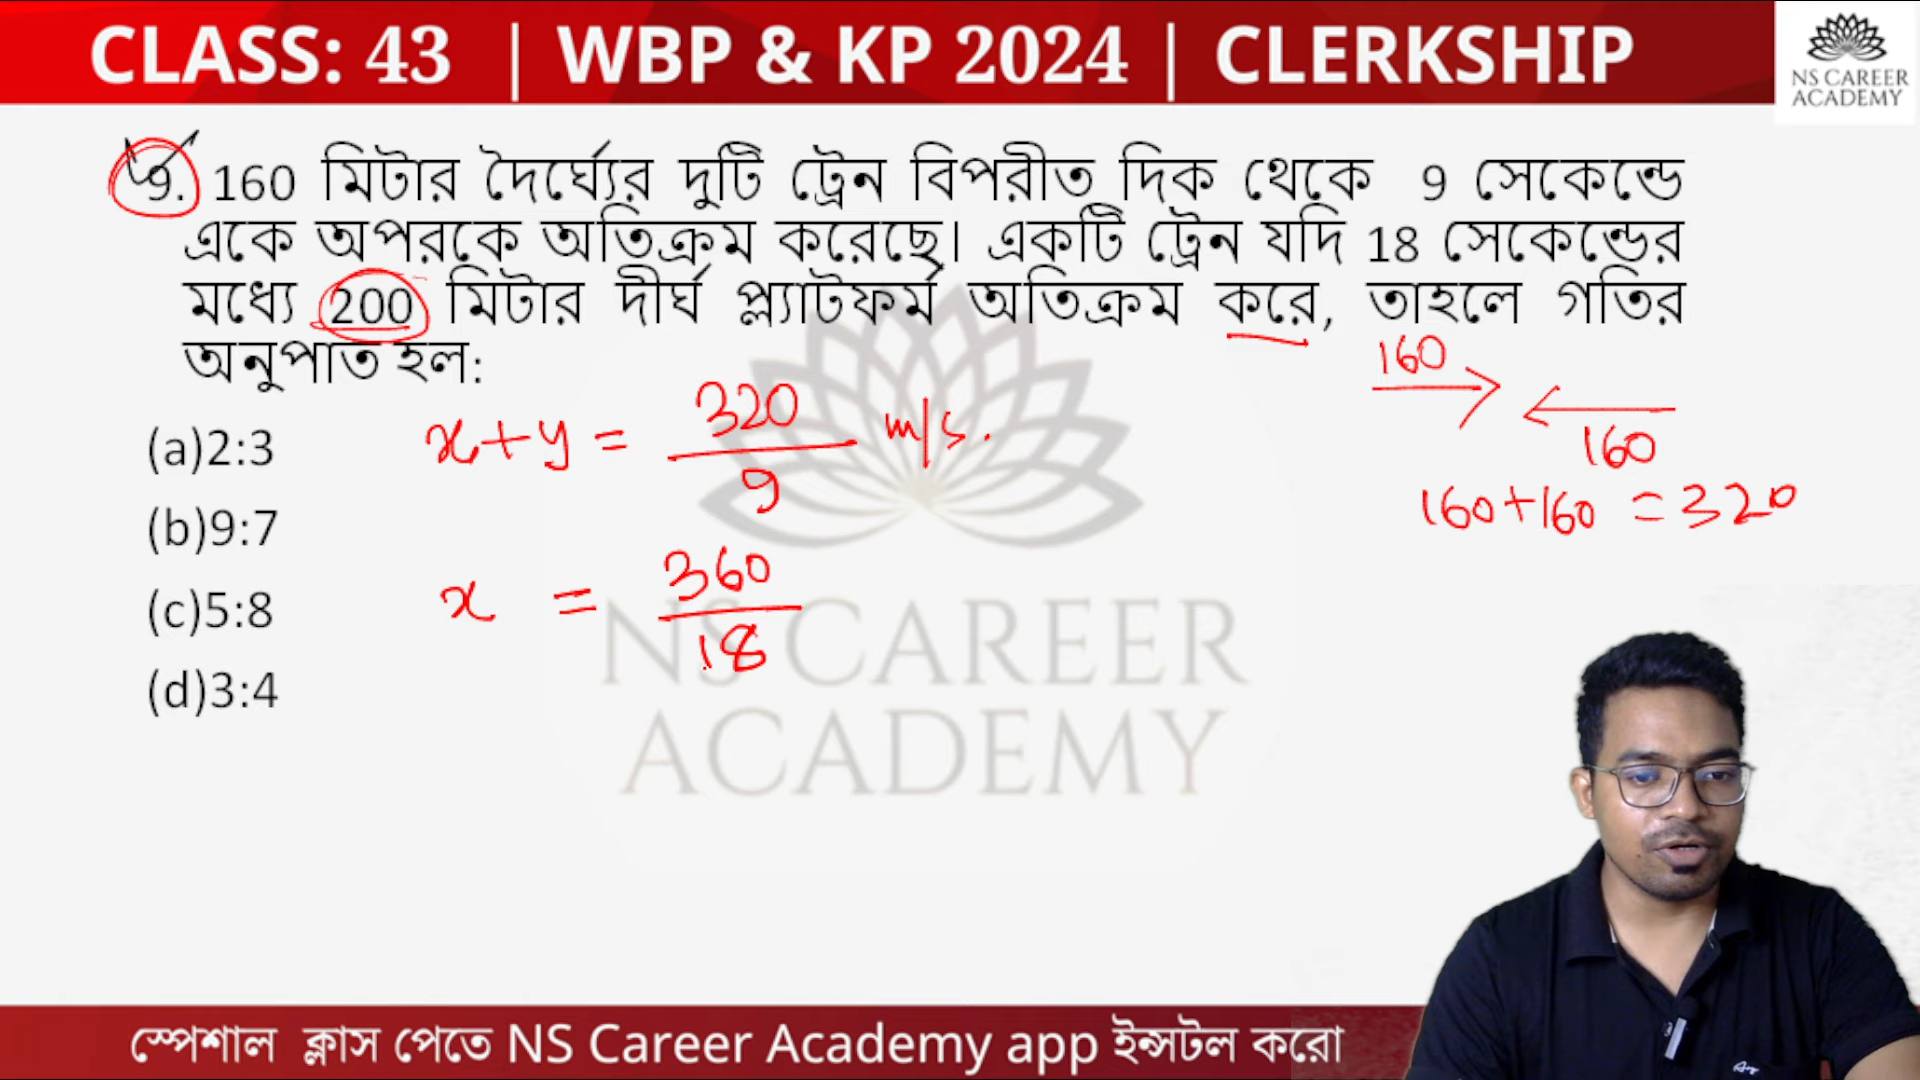 CLASS: 43 | WBP & KP 2024 | CLERKSHIP
NS CAREER
ACADEMY
9. 160 মিটার দৈর্ঘ্যের দুটি ট্রেন বিপরীত দিক থেকে 9 সেকেন্ডে
একে অপরকে অতিক্রম করেছে। একটি ট্রেন যদি 18 সেকেন্ডের
মধ্যে 200 মিটার দীর্ঘ প্ল্যাটফর্ম অতিক্রম করে, তাহলে গতির
অনুপাত হল:
160
160
160+160 = 320
(a)2:3
(b)9:7
(c)5:8
(d)3:4
x+y = 320/9 m/s.
x = 360/18
NS CAREER
ACADEMY
স্পেশাল ক্লাস পেতে NS Career Academy app ইন্সটল করো